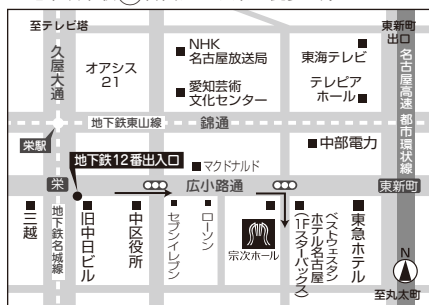 至テレビ塔
東新町
出口
久屋大通
オアシス
21
NHK
名古屋放送局
愛知芸術
文化センター
東海テレビ
テレピア
ホール
名古屋高速 都市環状線
地下鉄東山線
錦通
栄駅
中部電力
地下鉄12番出入口
マクドナルド
栄
広小路通
東新町
三越
地下鉄名城線
旧中日ビル
中区役所
セブンイレブン
ローソン
宗次ホール
ベストウェスタン
ホテル名古屋
(1Fスターバックス)
東急ホテル
N
至丸太町